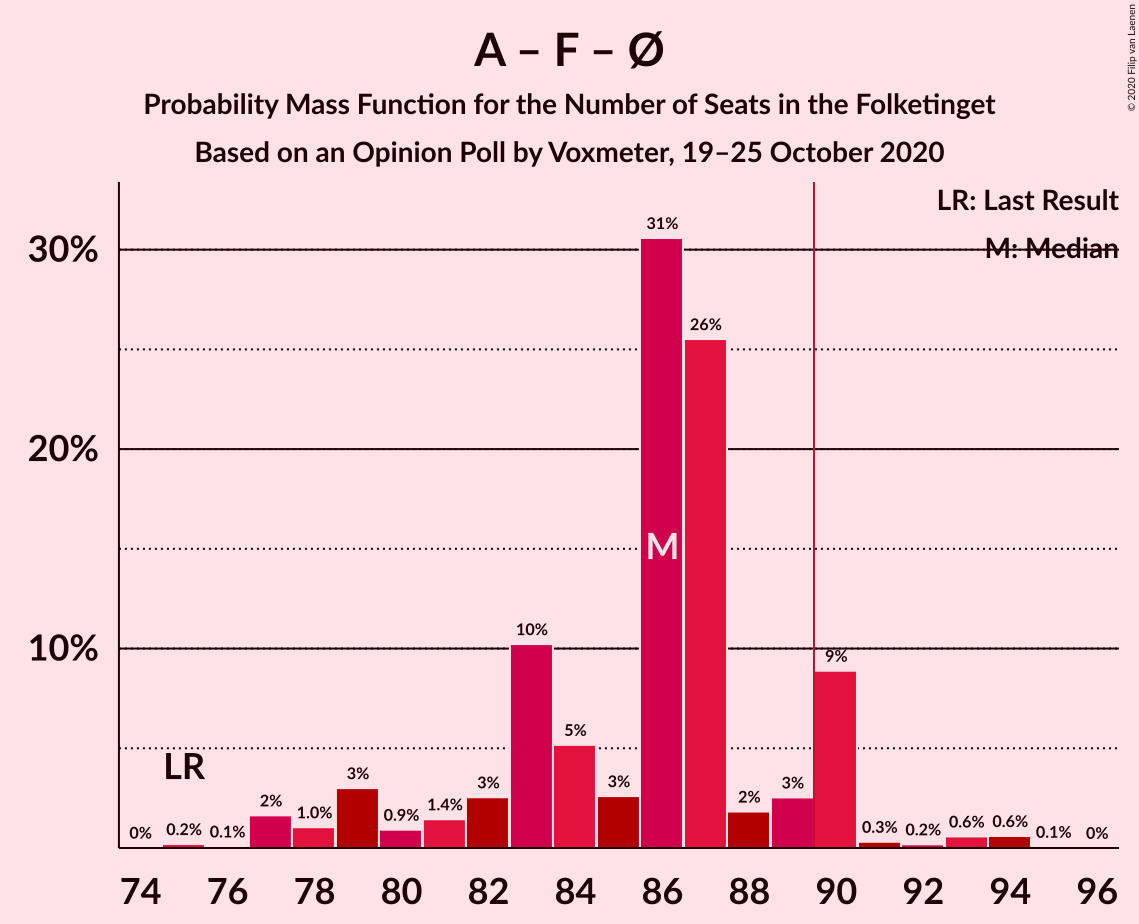 A – F – Ø
Probability Mass Function for the Number of Seats in the Folketinget
Based on an Opinion Poll by Voxmeter, 19–25 October 2020
© 2020 Filip van Laenen
LR: Last Result
M: Median
30%
20%
10%
0%
0.2%
0.1%
2%
1.0%
3%
0.9%
1.4%
3%
10%
5%
3%
31%
26%
2%
3%
9%
0.3%
0.2%
0.6%
0.6%
0.1%
0%
LR
M
74 76 78 80 82 84 86 88 90 92 94 96